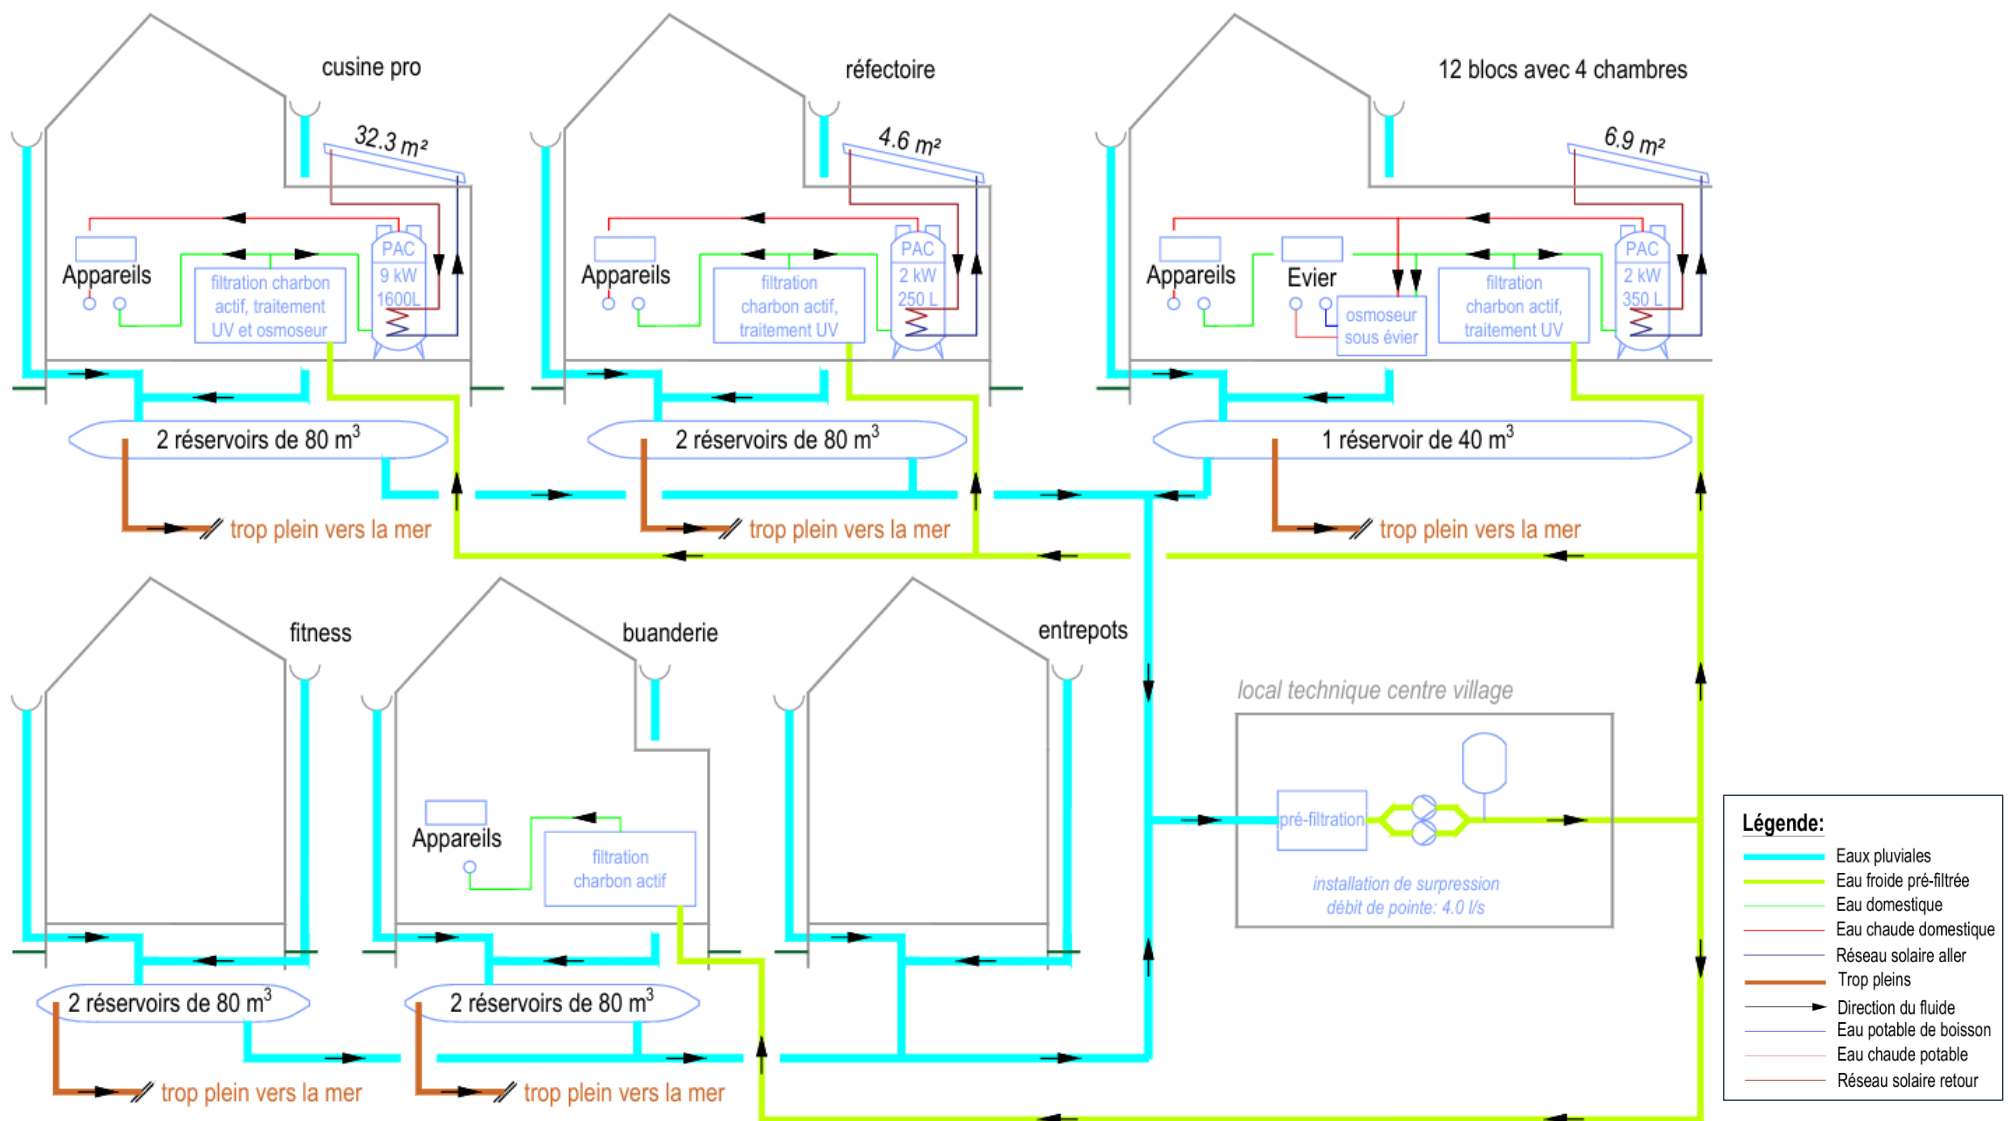 cusine pro
32.3 m²
PAC
9 kW
1600L
Appareils
filtration charbon
actif, traitement
UV et osmoseur
2 réservoirs de 80 m³
trop plein vers la mer
réfectoire
4.6 m²
PAC
2 kW
250 L
Appareils
filtration
charbon actif,
traitement UV
2 réservoirs de 80 m³
trop plein vers la mer
12 blocs avec 4 chambres
6.9 m²
PAC
2 kW
350 L
Appareils
Evier
osmoseur
sous évier
filtration
charbon actif,
traitement UV
1 réservoir de 40 m³
trop plein vers la mer
fitness
2 réservoirs de 80 m³
trop plein vers la mer
buanderie
Appareils
filtration
charbon actif
2 réservoirs de 80 m³
trop plein vers la mer
entrepots
local technique centre village
pré-filtration
installation de surpression
débit de pointe: 4.0 l/s
Légende:
Eaux pluviales
Eau froide pré-filtrée
Eau domestique
Eau chaude domestique
Réseau solaire aller
Trop pleins
Direction du fluide
Eau potable de boisson
Eau chaude potable
Réseau solaire retour